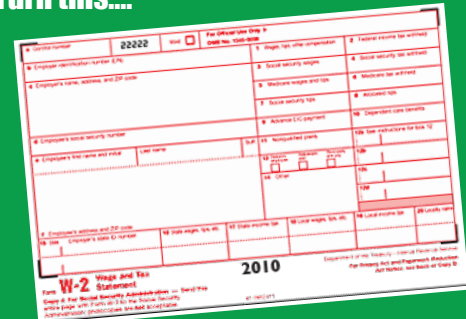 urn this....
a Control number
22222
Void
For Official Use Only
OMB No. 1545-0008
b Employer identification number (EIN)
1 Wages, tips, other compensation
2 Federal income tax withheld
c Employer's name, address, and ZIP code
3 Social security wages
4 Social security tax withheld
5 Medicare wages and tips
6 Medicare tax withheld
7 Social security tips
8 Allocated tips
d Employee's social security number
9 Advance EIC payment
10 Dependent care benefits
e Employee's first name and initial
Last name
Suff.
11 Nonqualified plans
12a See instructions for box 12
13
12b
14 Other
12c
12d
f Employee's address and ZIP code
15 State
Employer's state ID number
16 State wages, tips, etc.
17 State income tax
18 Local wages, tips, etc.
19 Local income tax
20 Locality name
Form W-2 Wage and Tax Statement
2010
Department of the Treasury—Internal Revenue Service
For Privacy Act and Paperwork Reduction
Act Notice, see back of Copy D.
Copy A For Social Security Administration — Send this
entire page with Form W-3 to the Social Security
Administration; photocopies are not acceptable.